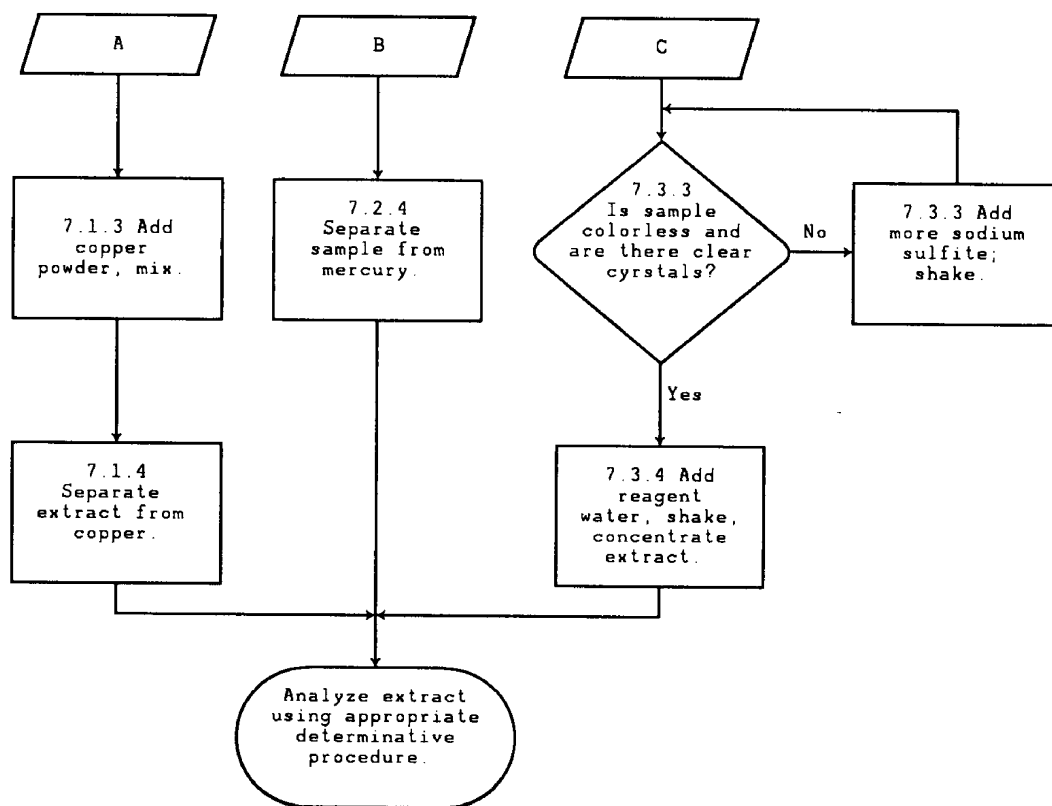 A
B
C
7.1.3 Add
copper
powder, mix.
7.2.4
Separate
sample from
mercury.
7.3.3
Is sample
colorless and
are there clear
cyrstals?
No
7.3.3 Add
more sodium
sulfite;
shake.
Yes
7.1.4
Separate
extract from
copper.
7.3.4 Add
reagent
water, shake,
concentrate
extract.
Analyze extract
using appropriate
determinative
procedure.